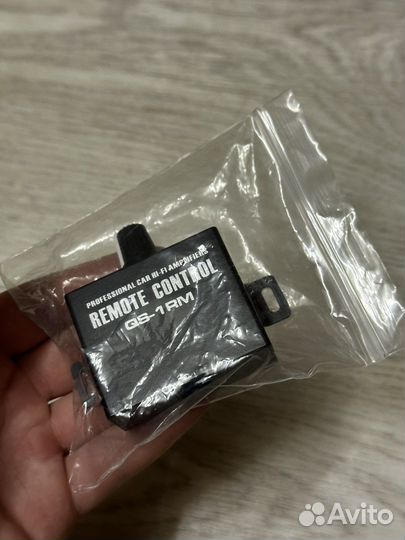 PROFESSIONAL CAR HI-FI AMPLIFIERS
REMOTE CONTROL
QS-1RM
Avito